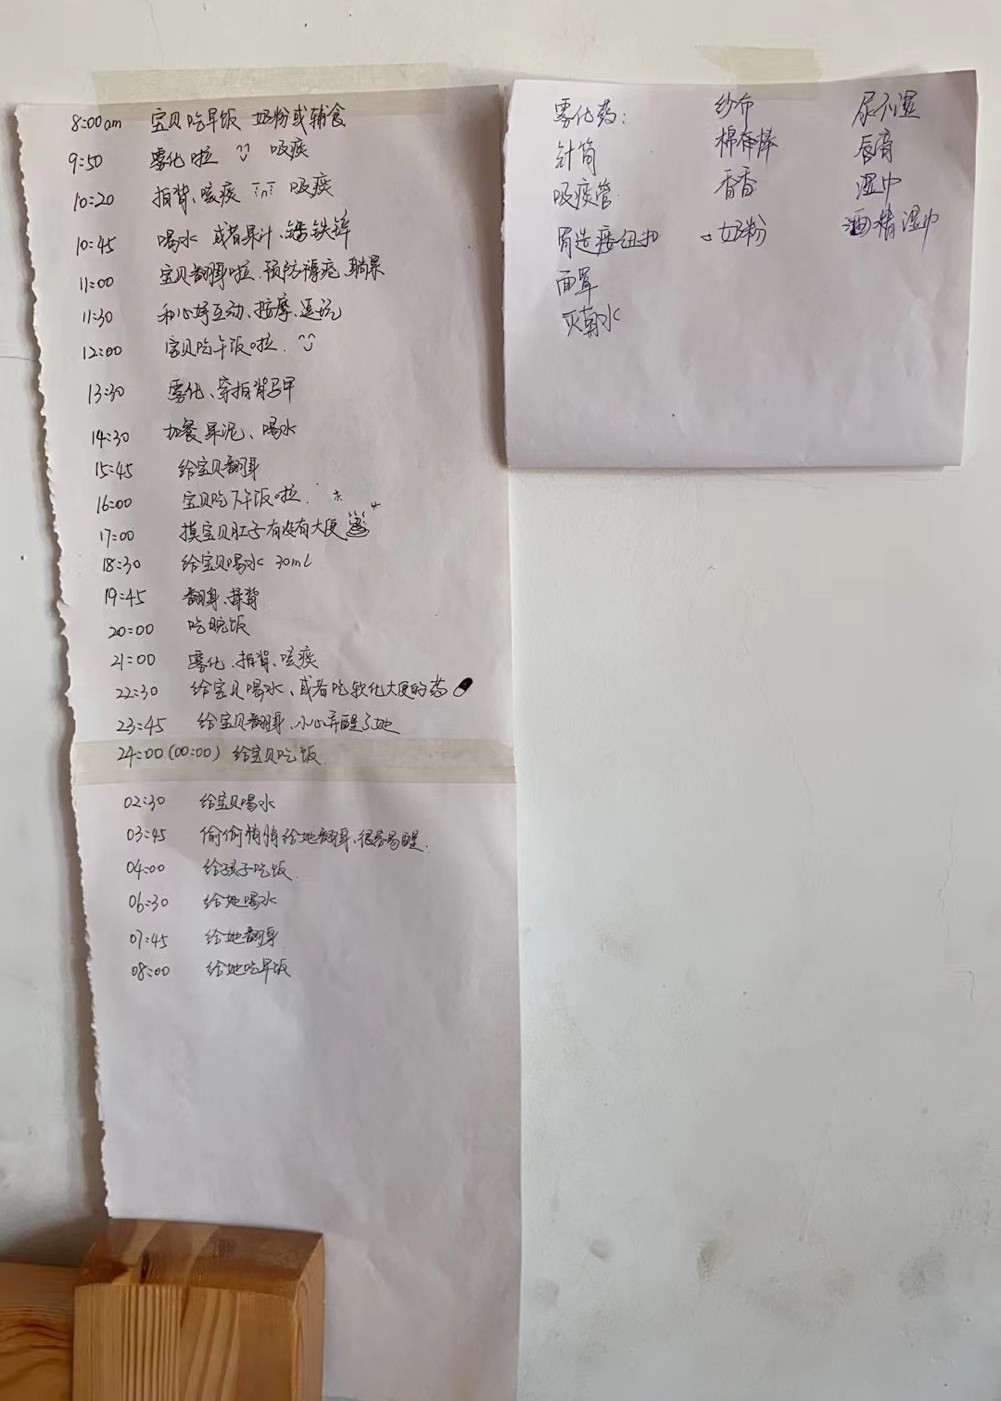 8:00am 宝贝吃早饭 奶粉或辅食
9:50 雾化啦 吸痰
10:20 拍背、咳痰 吸痰
10:45 喝水 或者果汁、铁锌
11:00 宝贝翻身啦、预防褥疮
11:30 互动、按摩、逗玩
12:00 宝贝吃午饭啦.
13:30 雾化、穿拍背马甲
14:30 加餐果泥、喝水
15:45 给宝贝翻身
16:00 宝贝吃下午饭啦.
17:00 摸宝贝肚子有没有大便
18:30 给宝贝喝水 30mL
19:45 翻身、拍背
20:00 吃晚饭
21:00 雾化、拍背、咳痰
22:30 给宝贝喝水、或者吃软化大便的药
23:45 给宝贝翻身、小心弄醒了她
24:00(00:00) 给宝贝吃饭.
02:30 给宝贝喝水
03:45 偷偷悄悄给她翻身、很容易醒.
04:00 给孩子吃饭.
06:30 给她喝水
07:45 给她翻身
08:00 给她吃早饭
雾化药:
针筒
吸痰管
胃造瘘纽扣
面罩
水
纱布
棉布棒
香香
奶粉
尿不湿
唇膏
湿巾
酒精湿巾